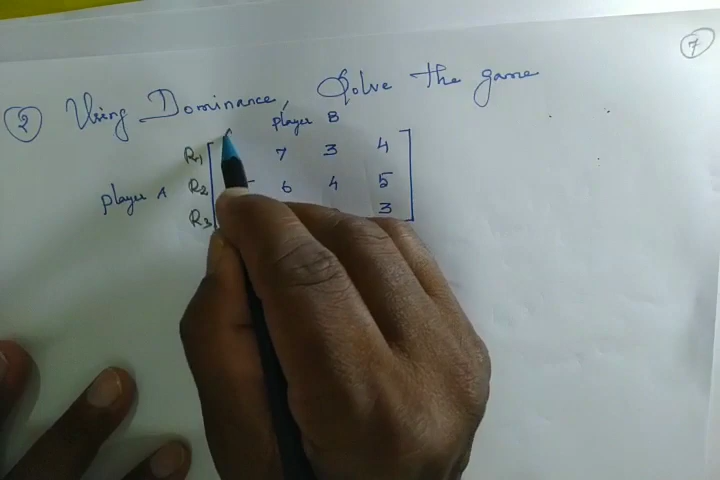 7
2 Using Dominance, Solve the game
player B
R1 7 3 4
player A R2 6 4 5
R3 3